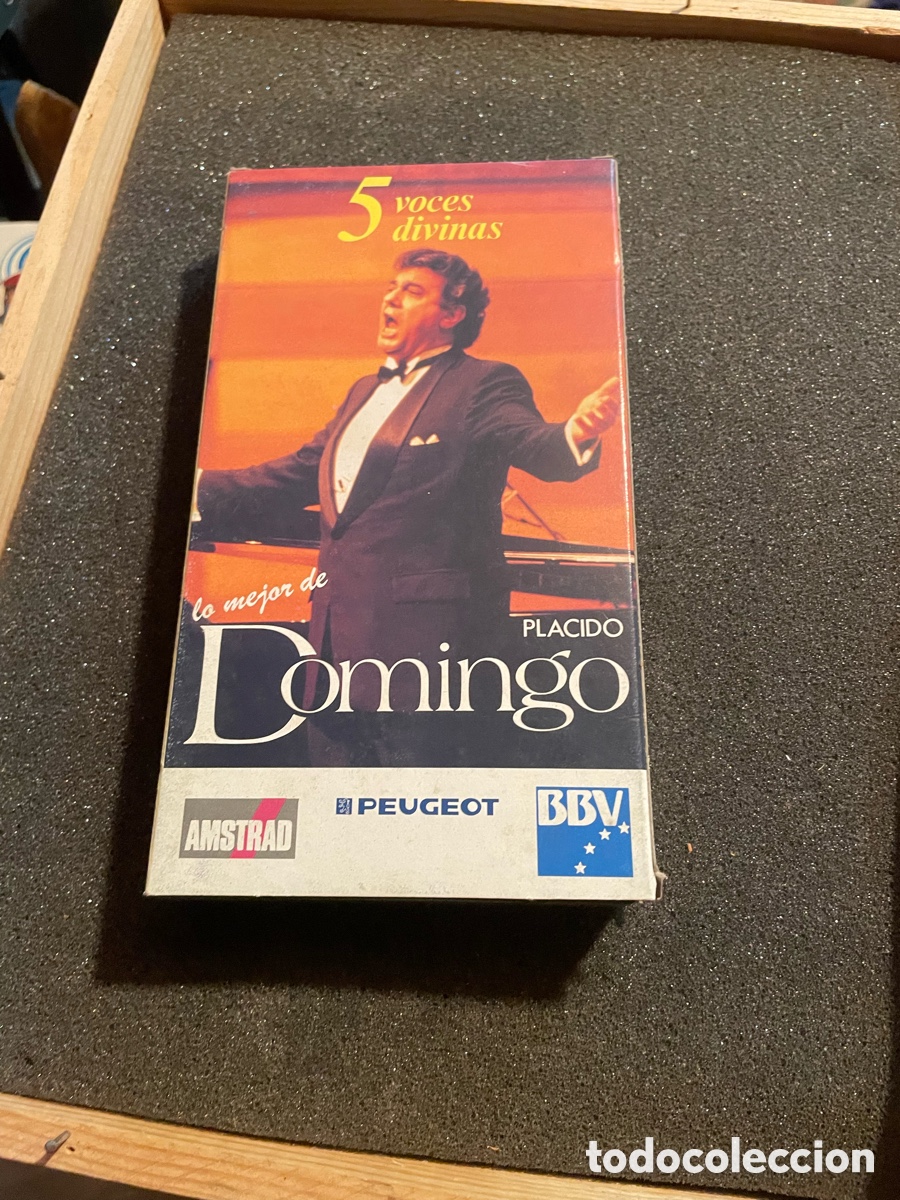 5 voces
divinas
lo mejor de
PLACIDO
Domingo
AMSTRAD
PEUGEOT
BBV
todocoleccion